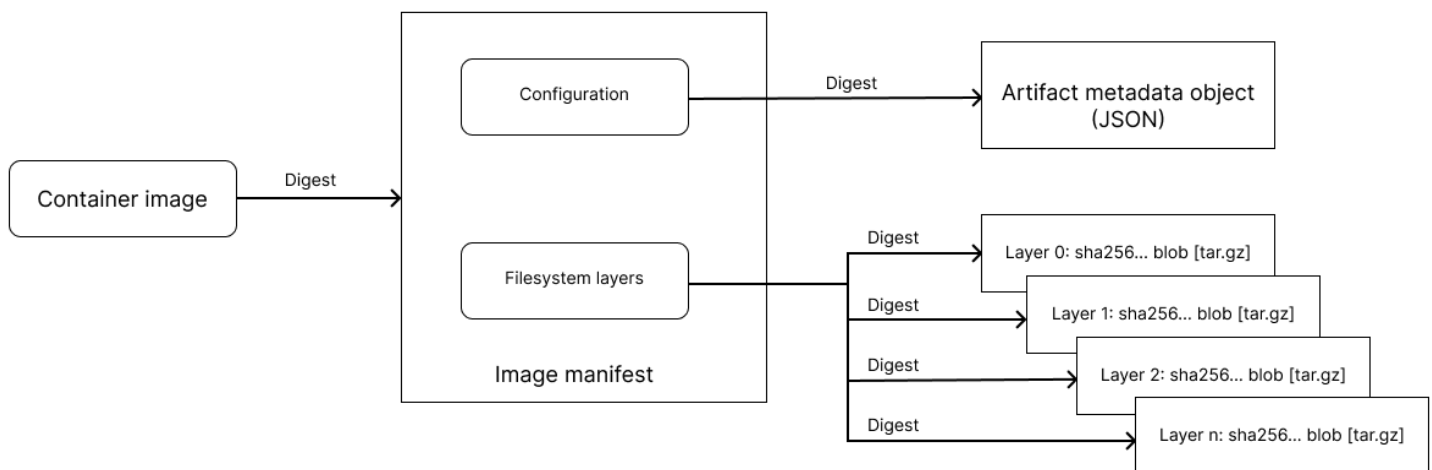 Container image
Digest
Configuration
Filesystem layers
Image manifest
Digest
Artifact metadata object
(JSON)
Digest
Layer 0: sha256... blob [tar.gz]
Digest
Layer 1: sha256... blob [tar.gz]
Digest
Layer 2: sha256... blob [tar.gz]
Digest
Layer n: sha256... blob [tar.gz]